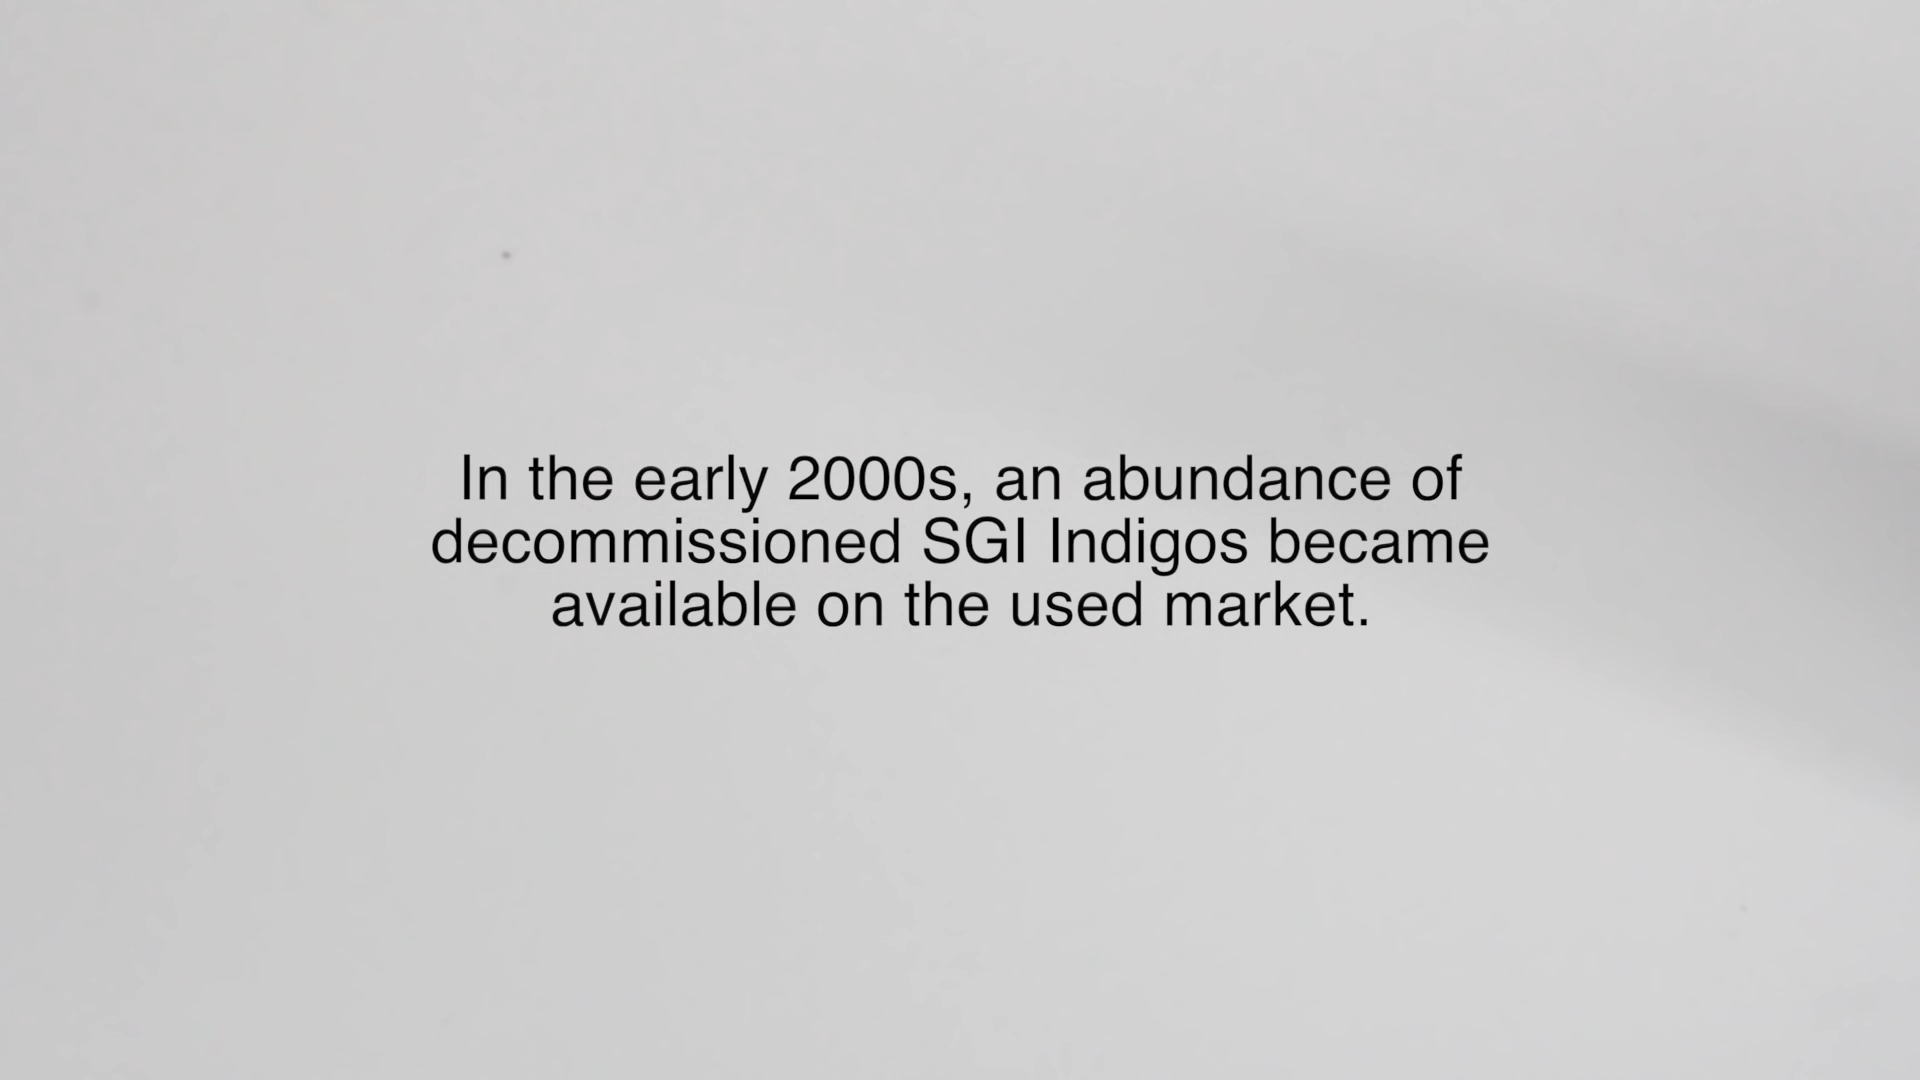 In the early 2000s, an abundance of
decommissioned SGI Indigos became
available on the used market.